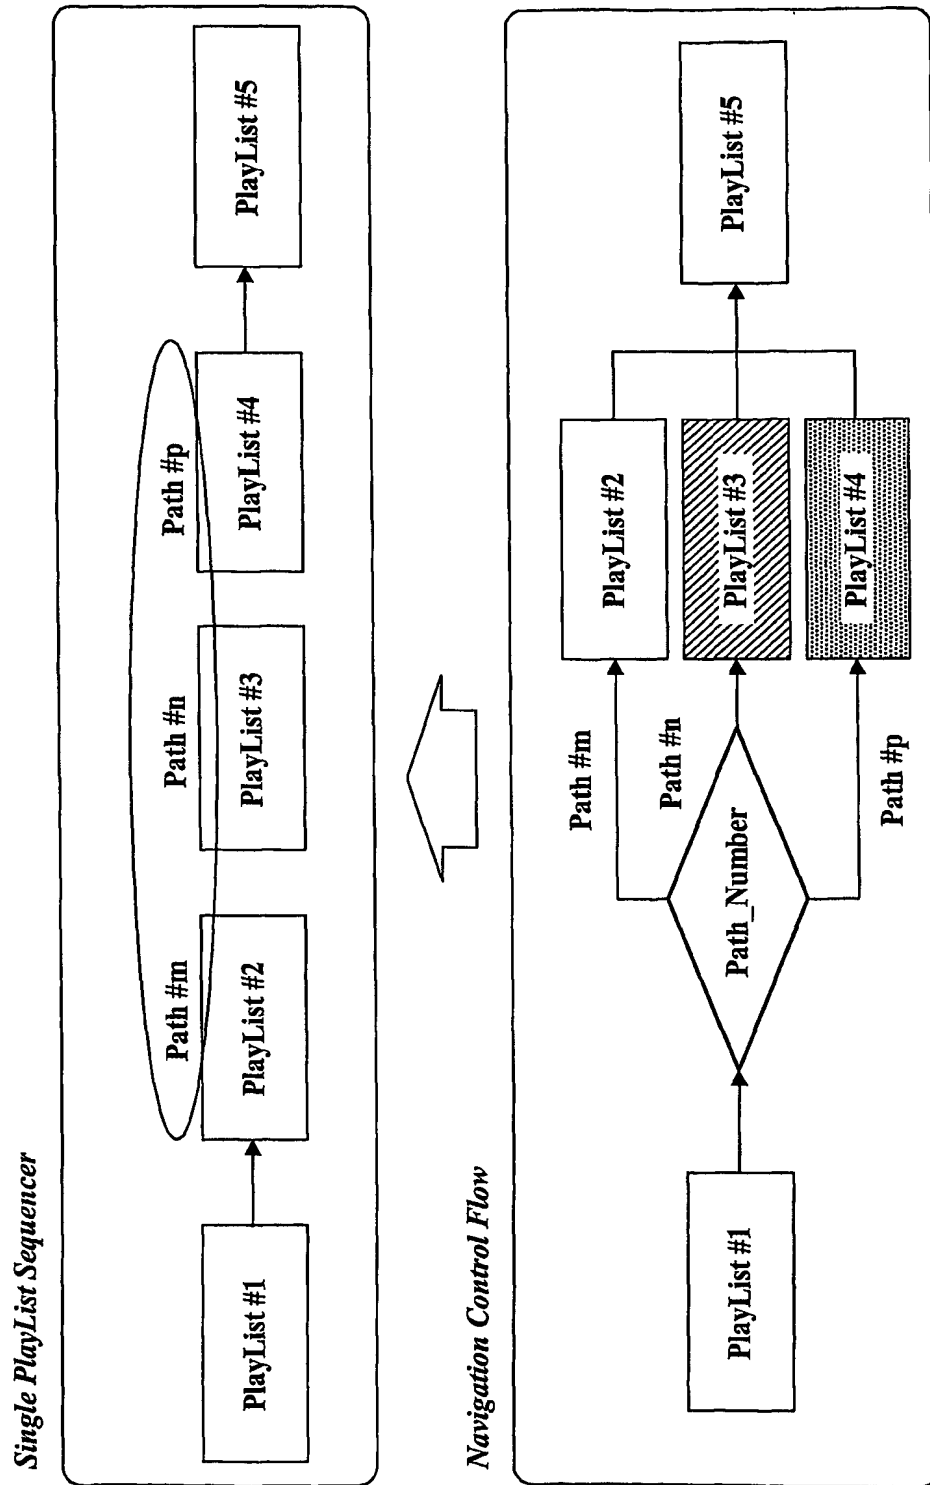 Single PlayList Sequencer
Path #m
Path #n
Path #p
PlayList #1
PlayList #2
PlayList #3
PlayList #4
PlayList #5
Navigation Control Flow
PlayList #1
Path_Number
Path #m
Path #n
Path #p
PlayList #2
PlayList #3
PlayList #4
PlayList #5